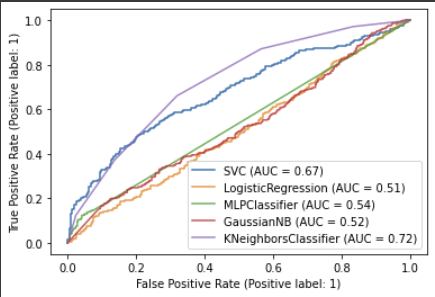 1.0
0.8
0.6
0.4
0.2
0.0
True Positive Rate (Positive label: 1)
SVC (AUC = 0.67)
LogisticRegression (AUC = 0.51)
MLPClassifier (AUC = 0.54)
GaussianNB (AUC = 0.52)
KNeighborsClassifier (AUC = 0.72)
0.0 0.2 0.4 0.6 0.8 1.0
False Positive Rate (Positive label: 1)